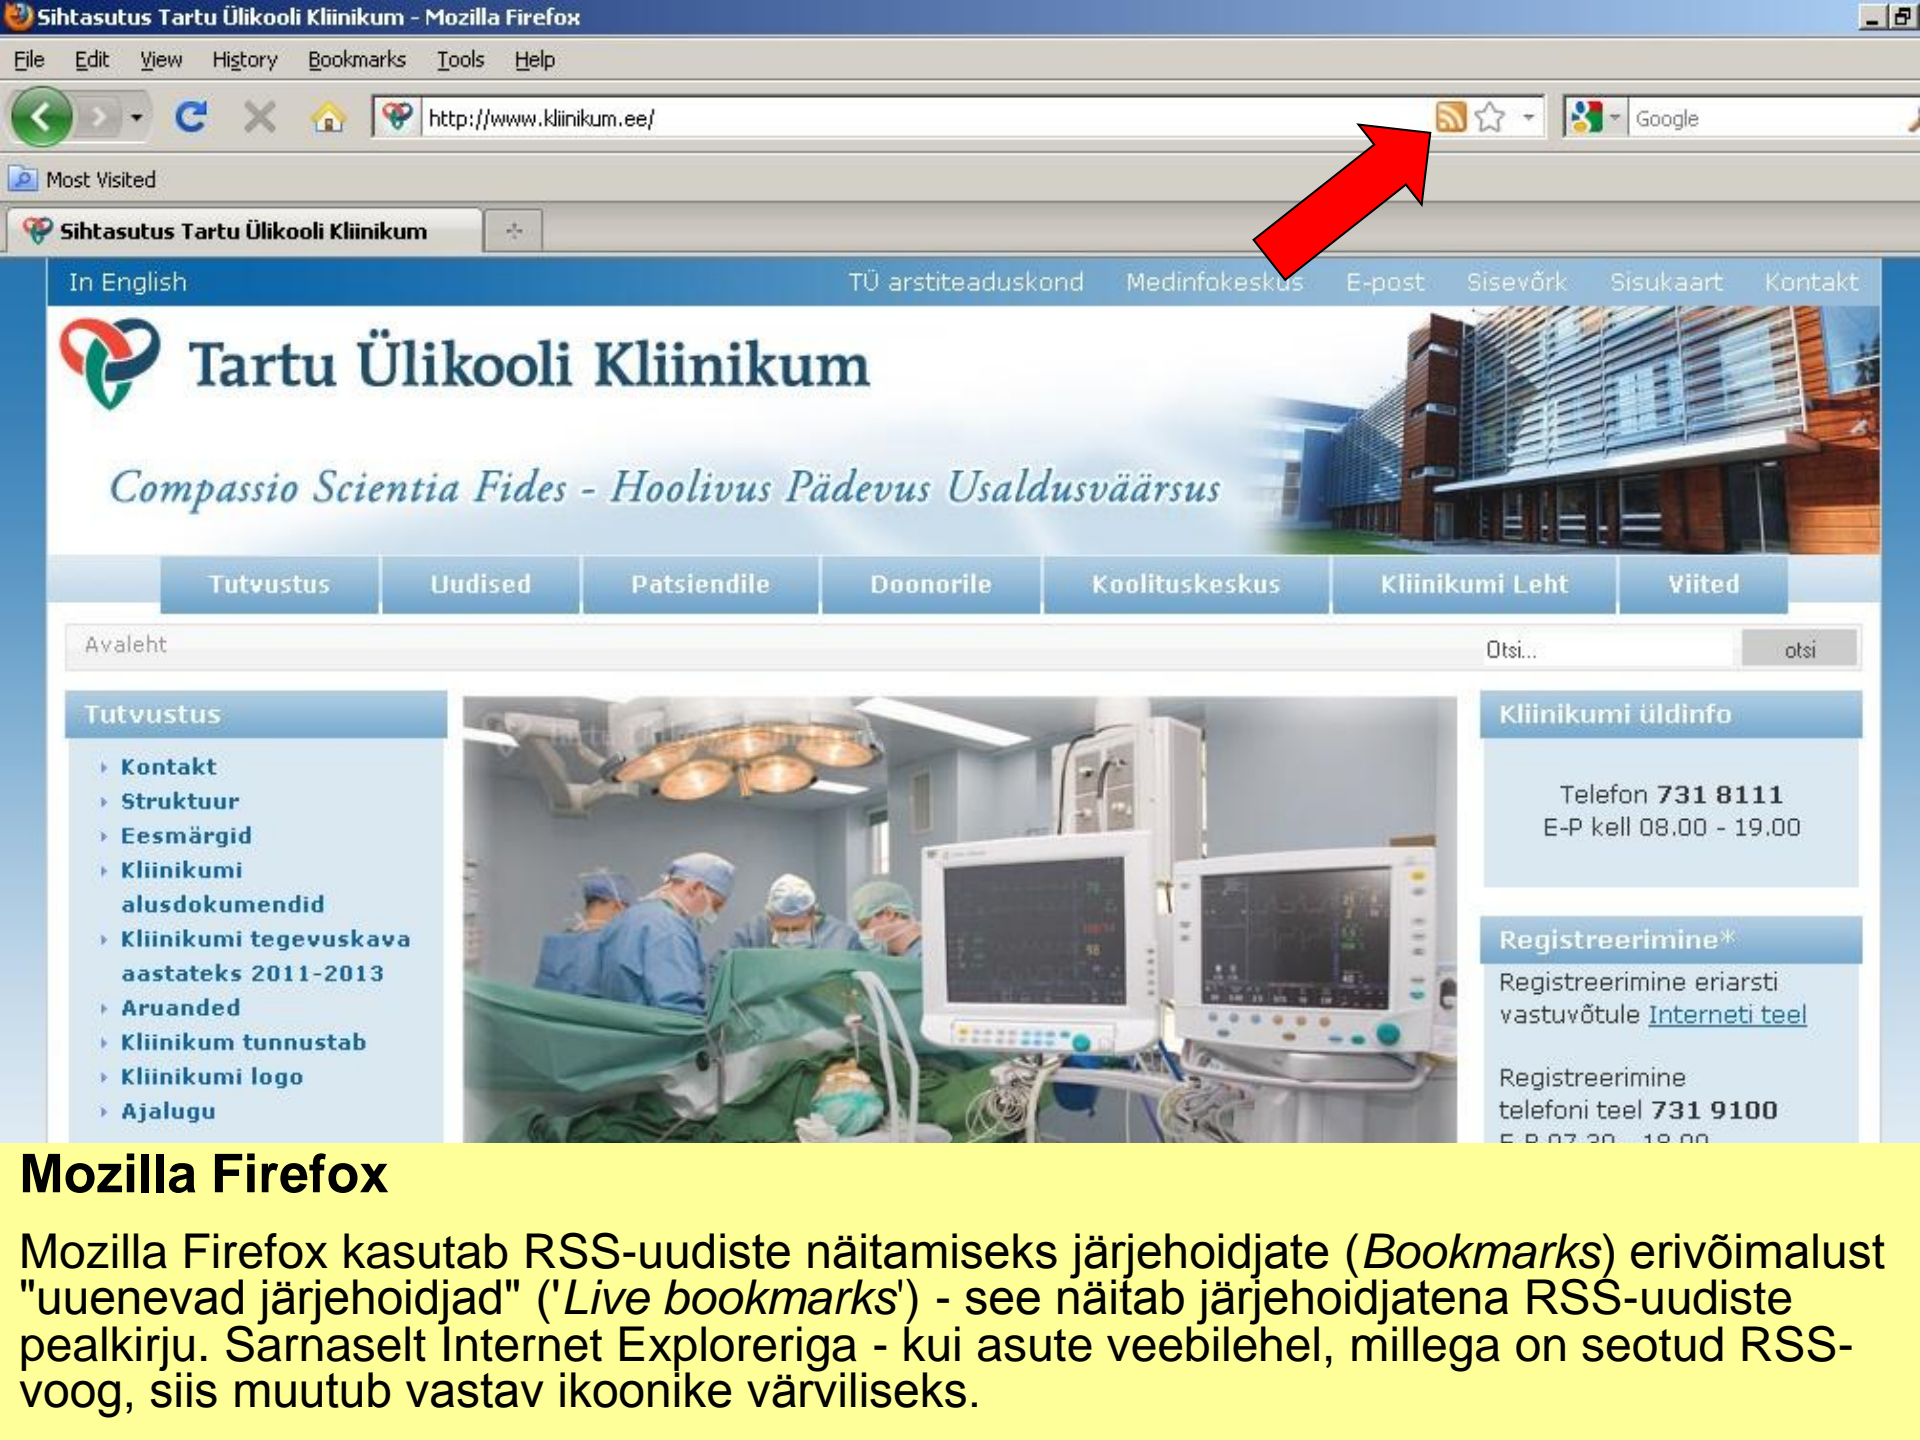 Sihtasutus Tartu Ülikooli Kliinikum - Mozilla Firefox
File Edit View History Bookmarks Tools Help
http://www.kliinikum.ee/
Google
Most Visited
Sihtasutus Tartu Ülikooli Kliinikum
In English TÜ arstiteaduskond Medinfokeskus E-post Sisevõrk Sisukaart Kontakt
Tartu Ülikooli Kliinikum
Compassio Scientia Fides - Hoolivus Pädevus Usaldusväärsus
Tutvustus Uudised Patsiendile Doonorile Koolituskeskus Kliinikumi Leht Viited
Avaleht Otsi... otsi
Tutvustus
Kontakt
Struktuur
Eesmärgid
Kliinikumi
alusdokumendid
Kliinikumi tegevuskava
aastateks 2011-2013
Aruanded
Kliinikum tunnustab
Kliinikumi logo
Ajalugu
Kliinikumi üldinfo
Telefon 731 8111
E-P kell 08.00 - 19.00
Registreerimine*
Registreerimine eriarsti
vastuvõtule Interneti teel
Registreerimine
telefoni teel 731 9100
Mozilla Firefox
Mozilla Firefox kasutab RSS-uudiste näitamiseks järjehoidjate (Bookmarks) erivõimalust
"uuenevad järjehoidjad" ('Live bookmarks') - see näitab järjehoidjatena RSS-uudiste
pealkirju. Sarnaselt Internet Exploreriga - kui asute veebilehel, millega on seotud RSS-
voog, siis muutub vastav ikoonike värviliseks.